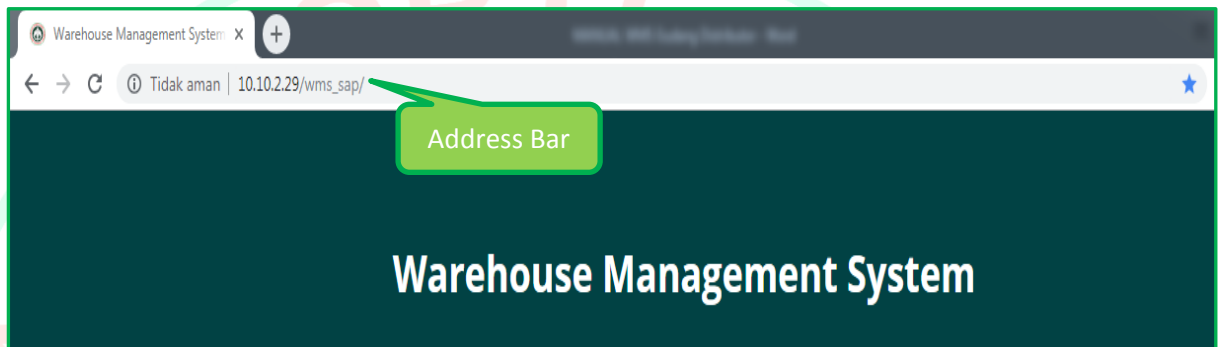 Warehouse Management System
Tidak aman | 10.10.2.29/wms_sap/
Address Bar
Warehouse Management System